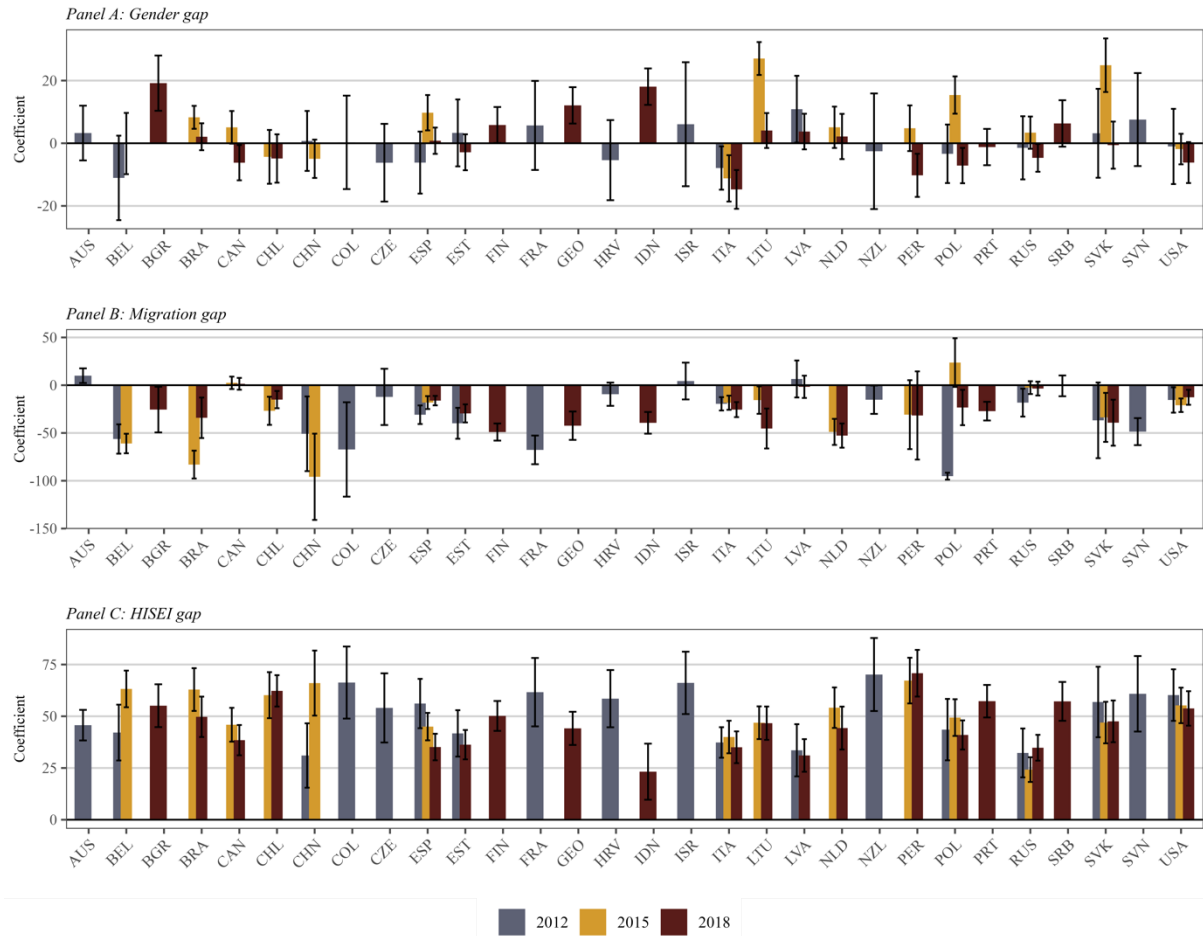 Panel A: Gender gap
Coefficient
20
0
-20
AUS BEL BGR BRA CAN CHL CHN COL CZE ESP EST FIN FRA GEO HRV IDN ISR ITA LTU LVA NLD NZL PER POL PRT RUS SRB SVK SVN USA
Panel B: Migration gap
Coefficient
50
0
-50
-100
-150
AUS BEL BGR BRA CAN CHL CHN COL CZE ESP EST FIN FRA GEO HRV IDN ISR ITA LTU LVA NLD NZL PER POL PRT RUS SRB SVK SVN USA
Panel C: HISEI gap
Coefficient
75
50
25
0
AUS BEL BGR BRA CAN CHL CHN COL CZE ESP EST FIN FRA GEO HRV IDN ISR ITA LTU LVA NLD NZL PER POL PRT RUS SRB SVK SVN USA
2012 2015 2018